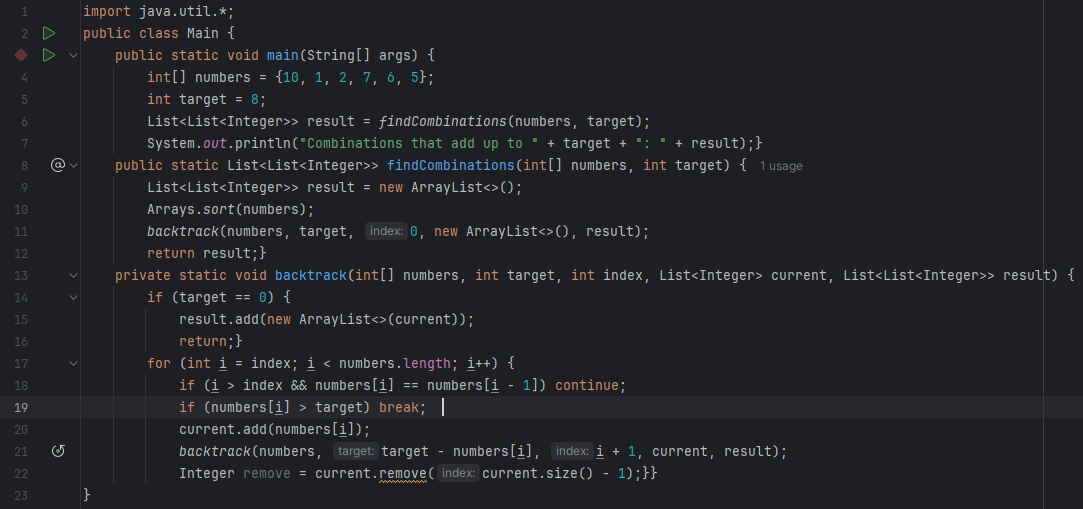 1 import java.util.*;
2 public class Main {
public static void main(String[] args) {
4 int[] numbers = {10, 1, 2, 7, 6, 5};
5 int target = 8;
6 List<List<Integer>> result = findCombinations(numbers, target);
7 System.out.println("Combinations that add up to " + target + ": " + result);}
8 @ public static List<List<Integer>> findCombinations(int[] numbers, int target) { 1 usage
9 List<List<Integer>> result = new ArrayList<>();
10 Arrays.sort(numbers);
11 backtrack(numbers, target, index: 0, new ArrayList<>(), result);
12 return result;}
13 private static void backtrack(int[] numbers, int target, int index, List<Integer> current, List<List<Integer>> result) {
14 if (target == 0) {
15 result.add(new ArrayList<>(current));
16 return;}
17 for (int i = index; i < numbers.length; i++) {
18 if (i > index && numbers[i] == numbers[i - 1]) continue;
19 if (numbers[i] > target) break;
20 current.add(numbers[i]);
21 backtrack(numbers, target: target - numbers[i], index: i + 1, current, result);
22 Integer remove = current.remove( index: current.size() - 1);}}
23 }